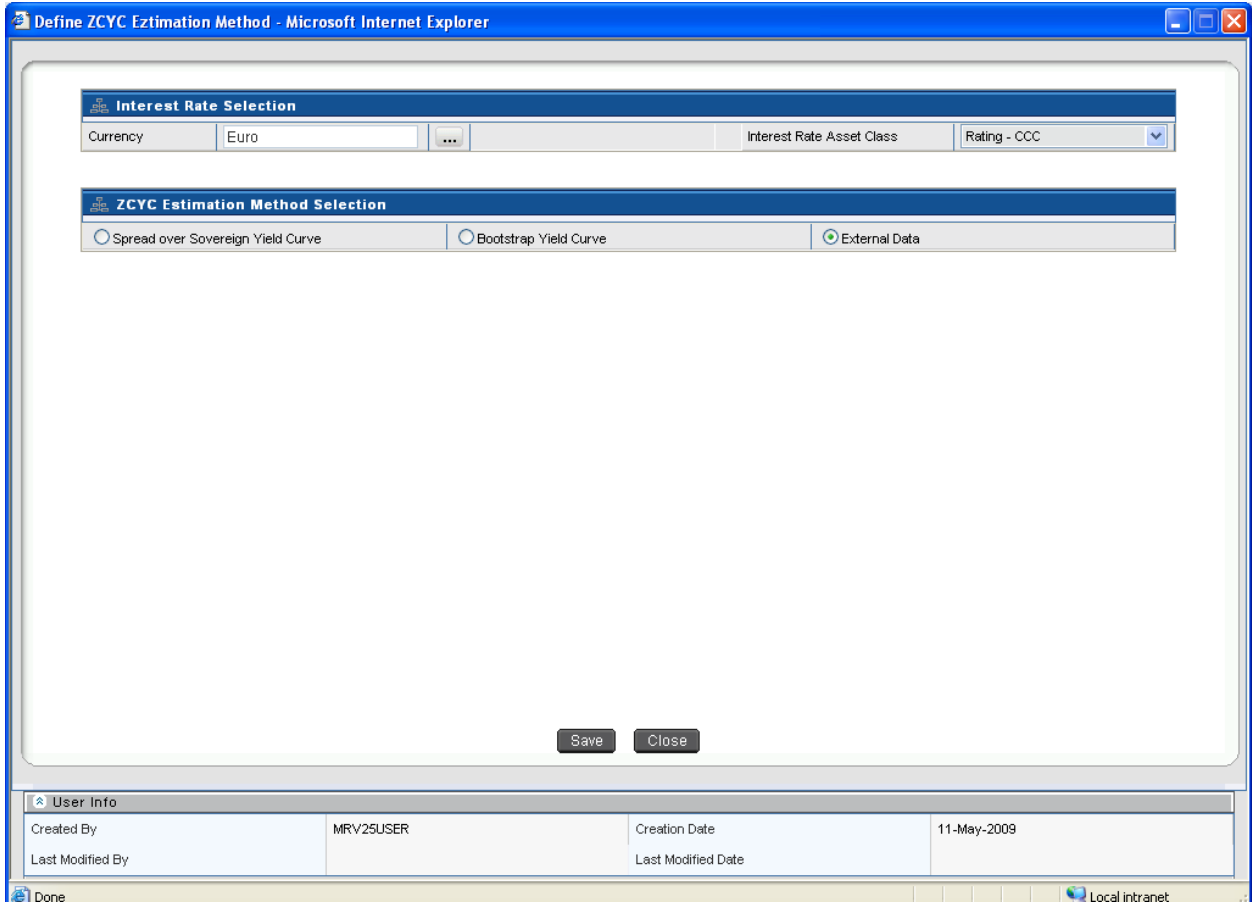 Define ZCYC Eztimation Method - Microsoft Internet Explorer
Interest Rate Selection
Currency Euro ... Interest Rate Asset Class Rating - CCC
ZCYC Estimation Method Selection
Spread over Sovereign Yield Curve Bootstrap Yield Curve External Data
Save Close
User Info
Created By MRV25USER Creation Date 11-May-2009
Last Modified By Last Modified Date
Done Local intranet